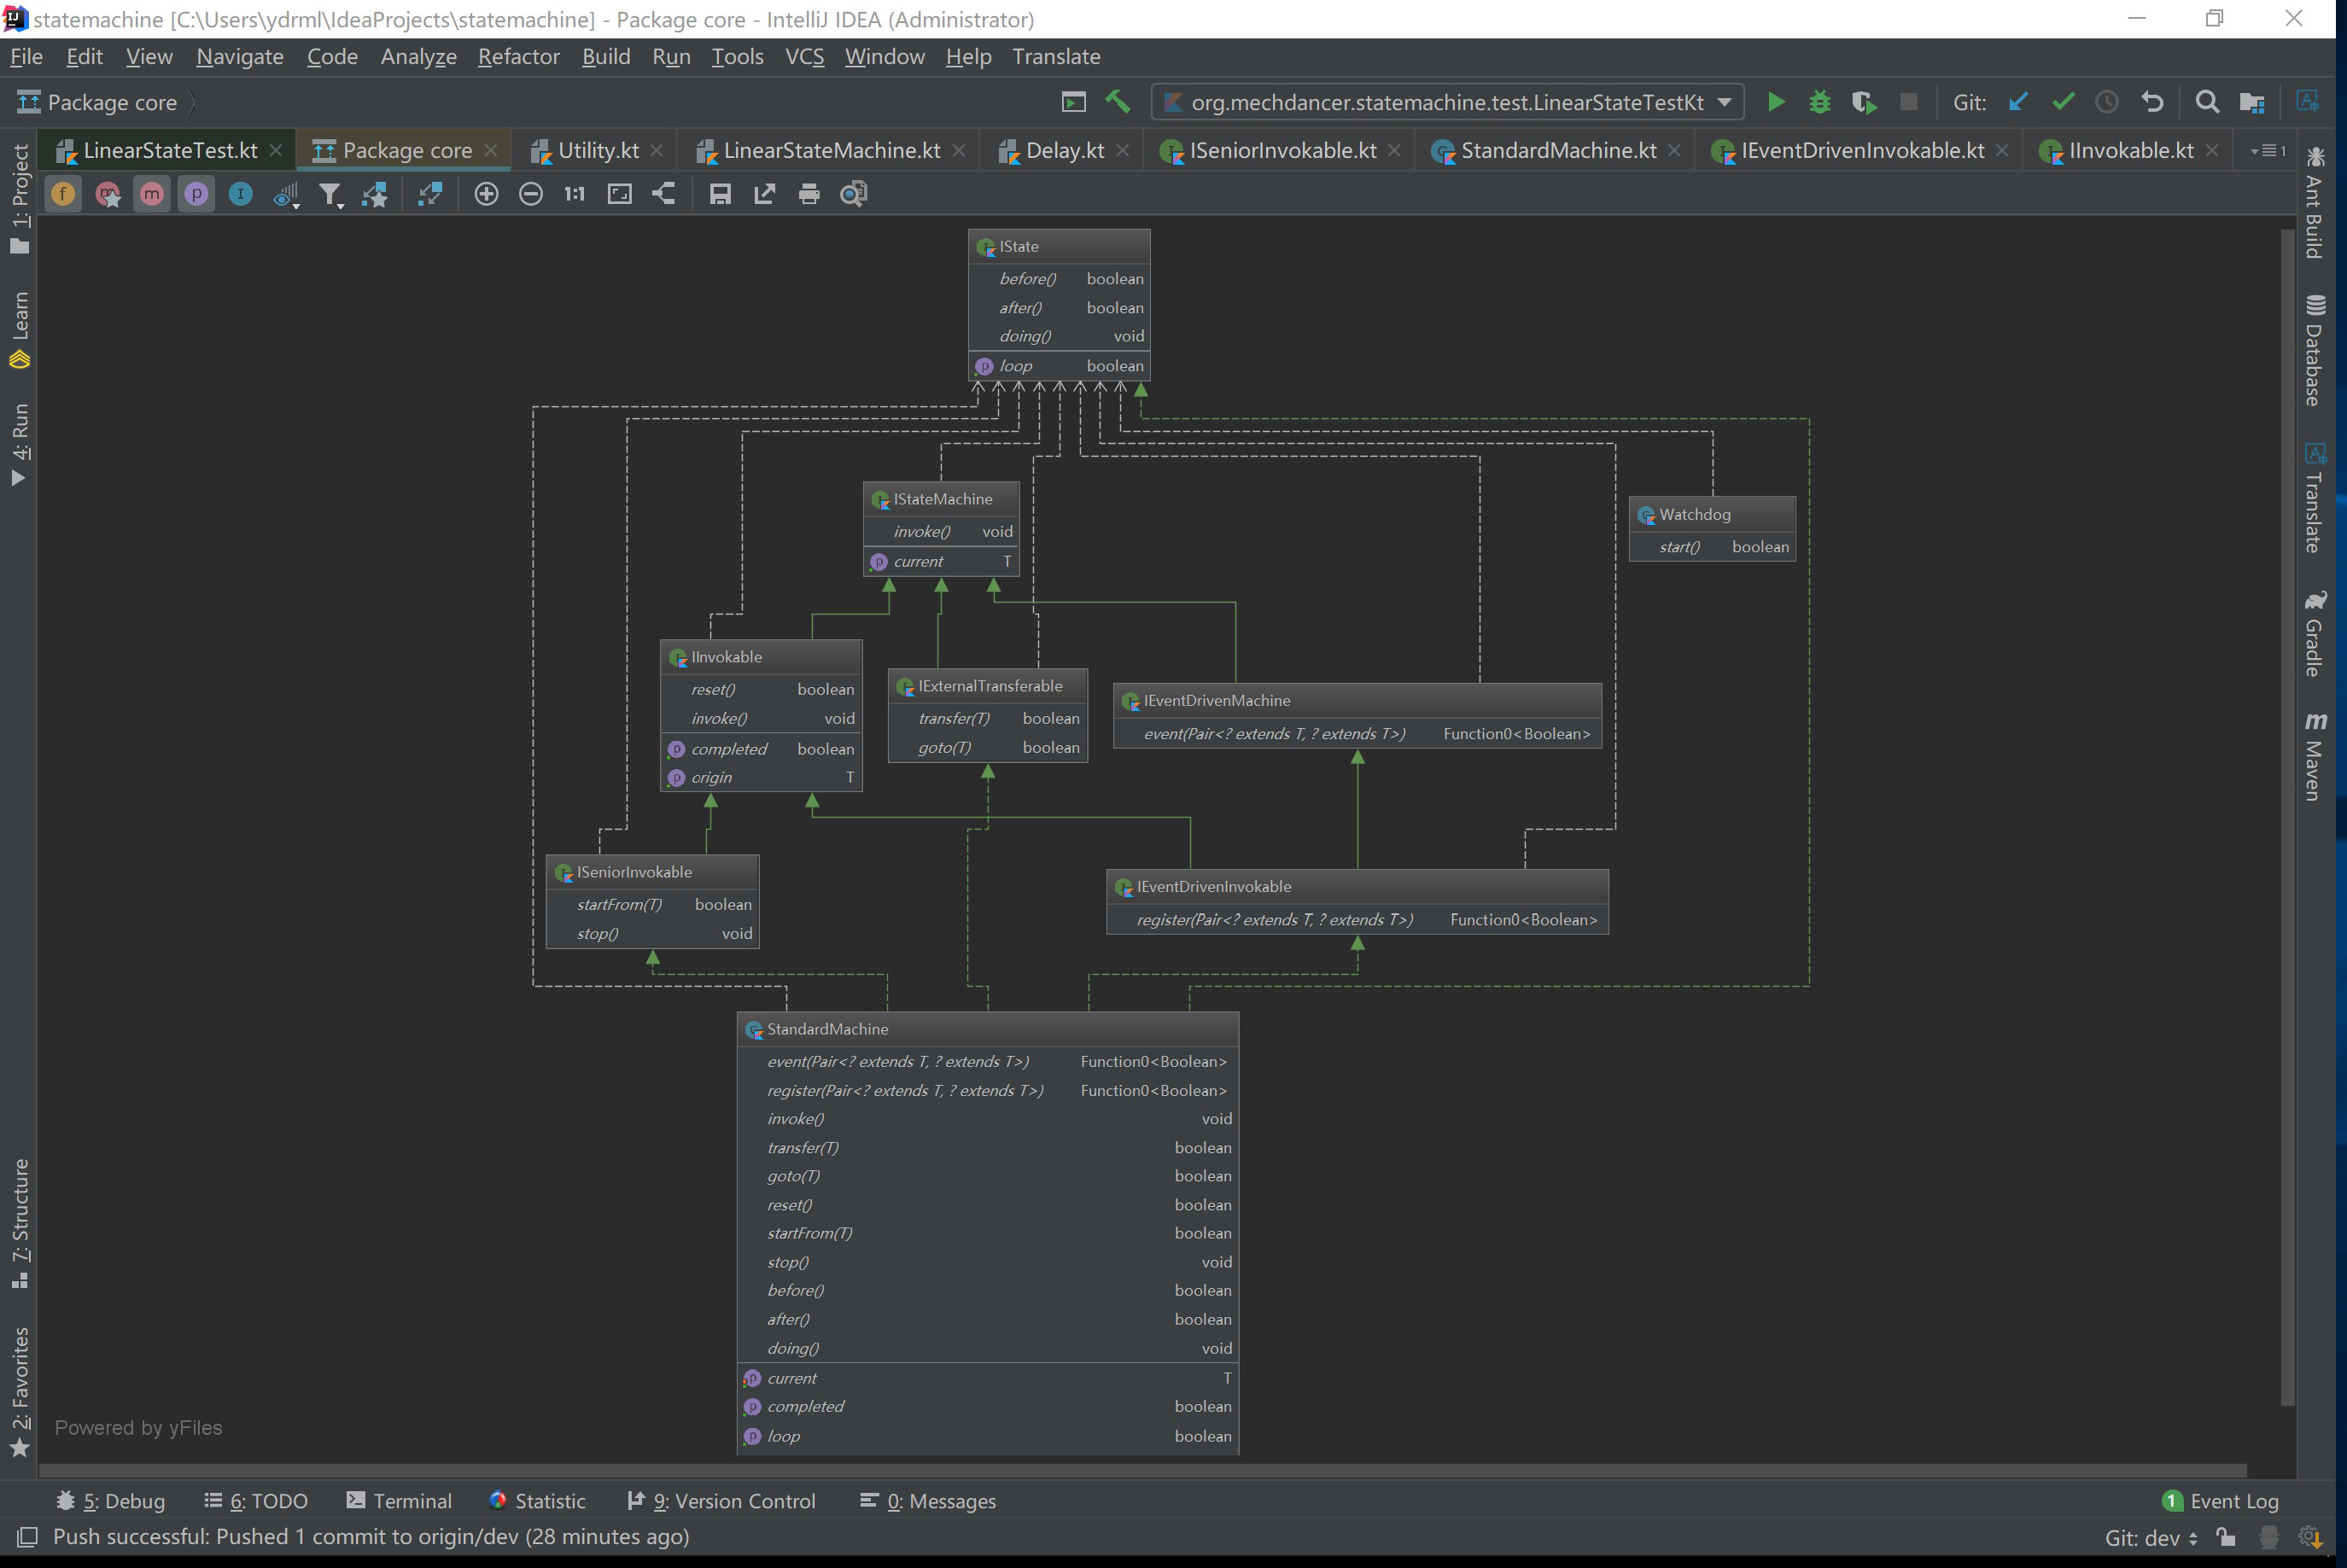 statemachine [C:\Users\ydrml\IdeaProjects\statemachine] - Package core - IntelliJ IDEA (Administrator)
File Edit View Navigate Code Analyze Refactor Build Run Tools VCS Window Help Translate
Package core
org.mechdancer.statemachine.test.LinearStateTestKt
Git:
LinearStateTest.kt Package core Utility.kt LinearStateMachine.kt Delay.kt ISeniorInvokable.kt StandardMachine.kt IEventDrivenInvokable.kt IInvokable.kt 1
f m m p I 1:1
1: Project
Learn
4: Run
7: Structure
2: Favorites
Ant Build
Database
Translate
Gradle
Maven
IState
before() boolean
after() boolean
doing() void
loop boolean
IStateMachine
invoke() void
current T
Watchdog
start() boolean
IInvokable
reset() boolean
invoke() void
completed boolean
origin T
IExternalTransferable
transfer(T) boolean
goto(T) boolean
IEventDrivenMachine
event(Pair<? extends T, ? extends T>) Function0<Boolean>
ISeniorInvokable
startFrom(T) boolean
stop() void
IEventDrivenInvokable
register(Pair<? extends T, ? extends T>) Function0<Boolean>
StandardMachine
event(Pair<? extends T, ? extends T>) Function0<Boolean>
register(Pair<? extends T, ? extends T>) Function0<Boolean>
invoke() void
transfer(T) boolean
goto(T) boolean
reset() boolean
startFrom(T) boolean
stop() void
before() boolean
after() boolean
doing() void
current T
completed boolean
loop boolean
Powered by yFiles
5: Debug 6: TODO Terminal Statistic 9: Version Control 0: Messages 1 Event Log
Push successful: Pushed 1 commit to origin/dev (28 minutes ago) Git: dev